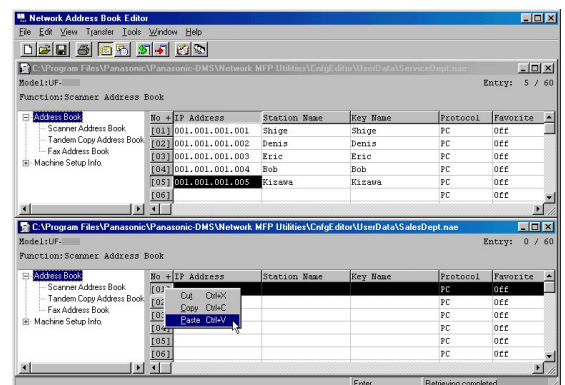 Network Address Book Editor
File Edit View Transfer Tools Window Help
C:\Program Files\Panasonic\Panasonic-DMS\Network MFP Utilities\CnfgEditor\UserData\ServiceDept.nae
Model:UF-
Entry: 5 / 60
Function:Scanner Address Book
Address Book
Scanner Address Book
Tandem Copy Address Book
Fax Address Book
Machine Setup Info.
No + IP Address Station Name Key Name Protocol Favorite
[01] 001.001.001.001 Shige Shige PC Off
[02] 001.001.001.002 Denis Denis PC Off
[03] 001.001.001.003 Eric Eric PC Off
[04] 001.001.001.004 Bob Bob PC Off
[05] 001.001.001.005 Kizawa Kizawa PC Off
[06] PC Off
C:\Program Files\Panasonic\Panasonic-DMS\Network MFP Utilities\CnfgEditor\UserData\SalesDept.nae
Model:UF-
Entry: 0 / 60
Function:Scanner Address Book
Address Book
Scanner Address Book
Tandem Copy Address Book
Fax Address Book
Machine Setup Info.
No + IP Address Station Name Key Name Protocol Favorite
[01] PC Off
[02 PC Off
[03 PC Off
[04] PC Off
[05] PC Off
[06] PC Off
Cut Ctrl+X
Copy Ctrl+C
Paste Ctrl+V
Enter Retrieving completed